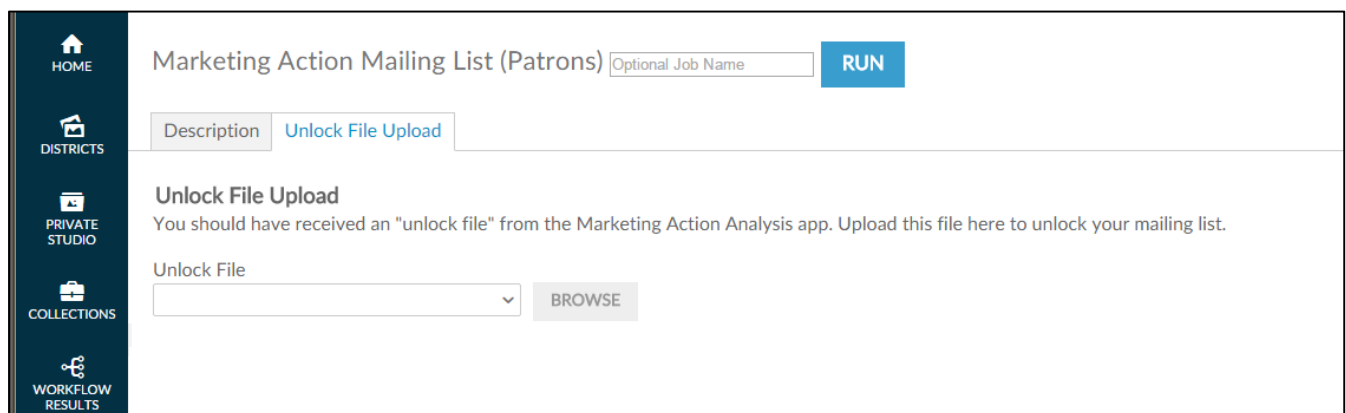 HOME
DISTRICTS
PRIVATE
STUDIO
COLLECTIONS
WORKFLOW
RESULTS
Marketing Action Mailing List (Patrons) Optional Job Name RUN
Description Unlock File Upload
Unlock File Upload
You should have received an "unlock file" from the Marketing Action Analysis app. Upload this file here to unlock your mailing list.
Unlock File
BROWSE